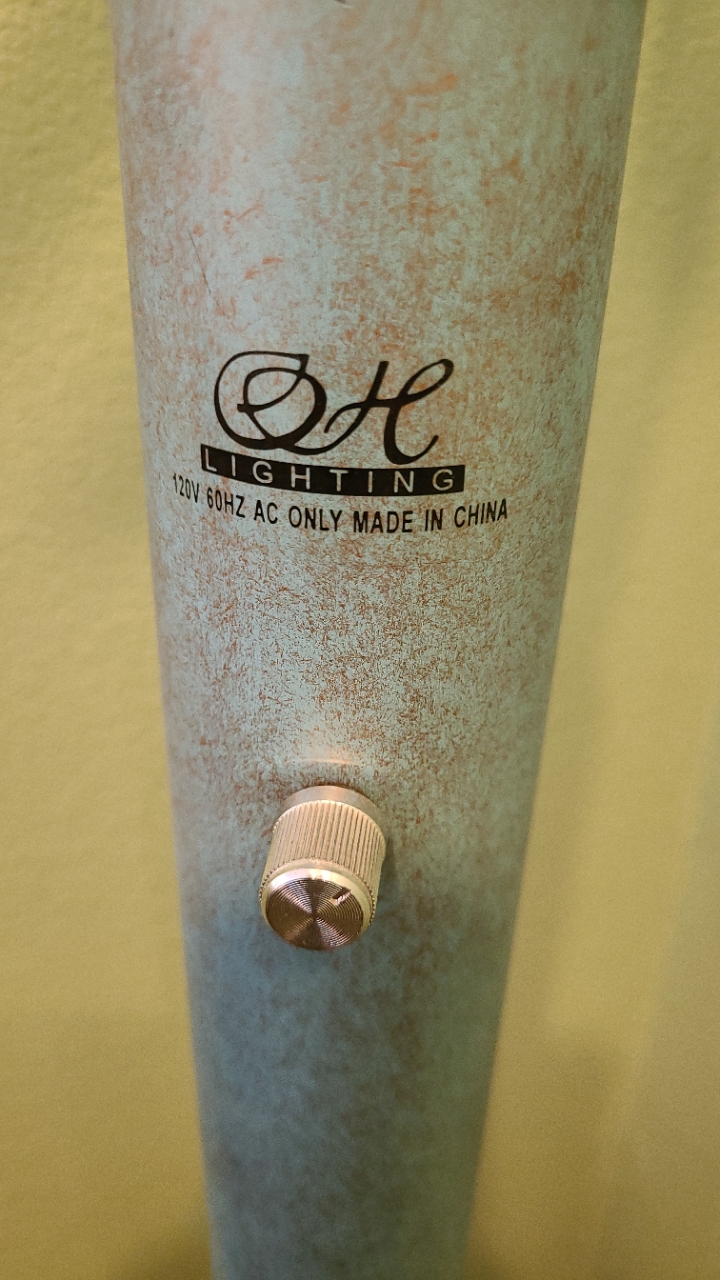 QH
LIGHTING
120V 60HZ AC ONLY MADE IN CHINA